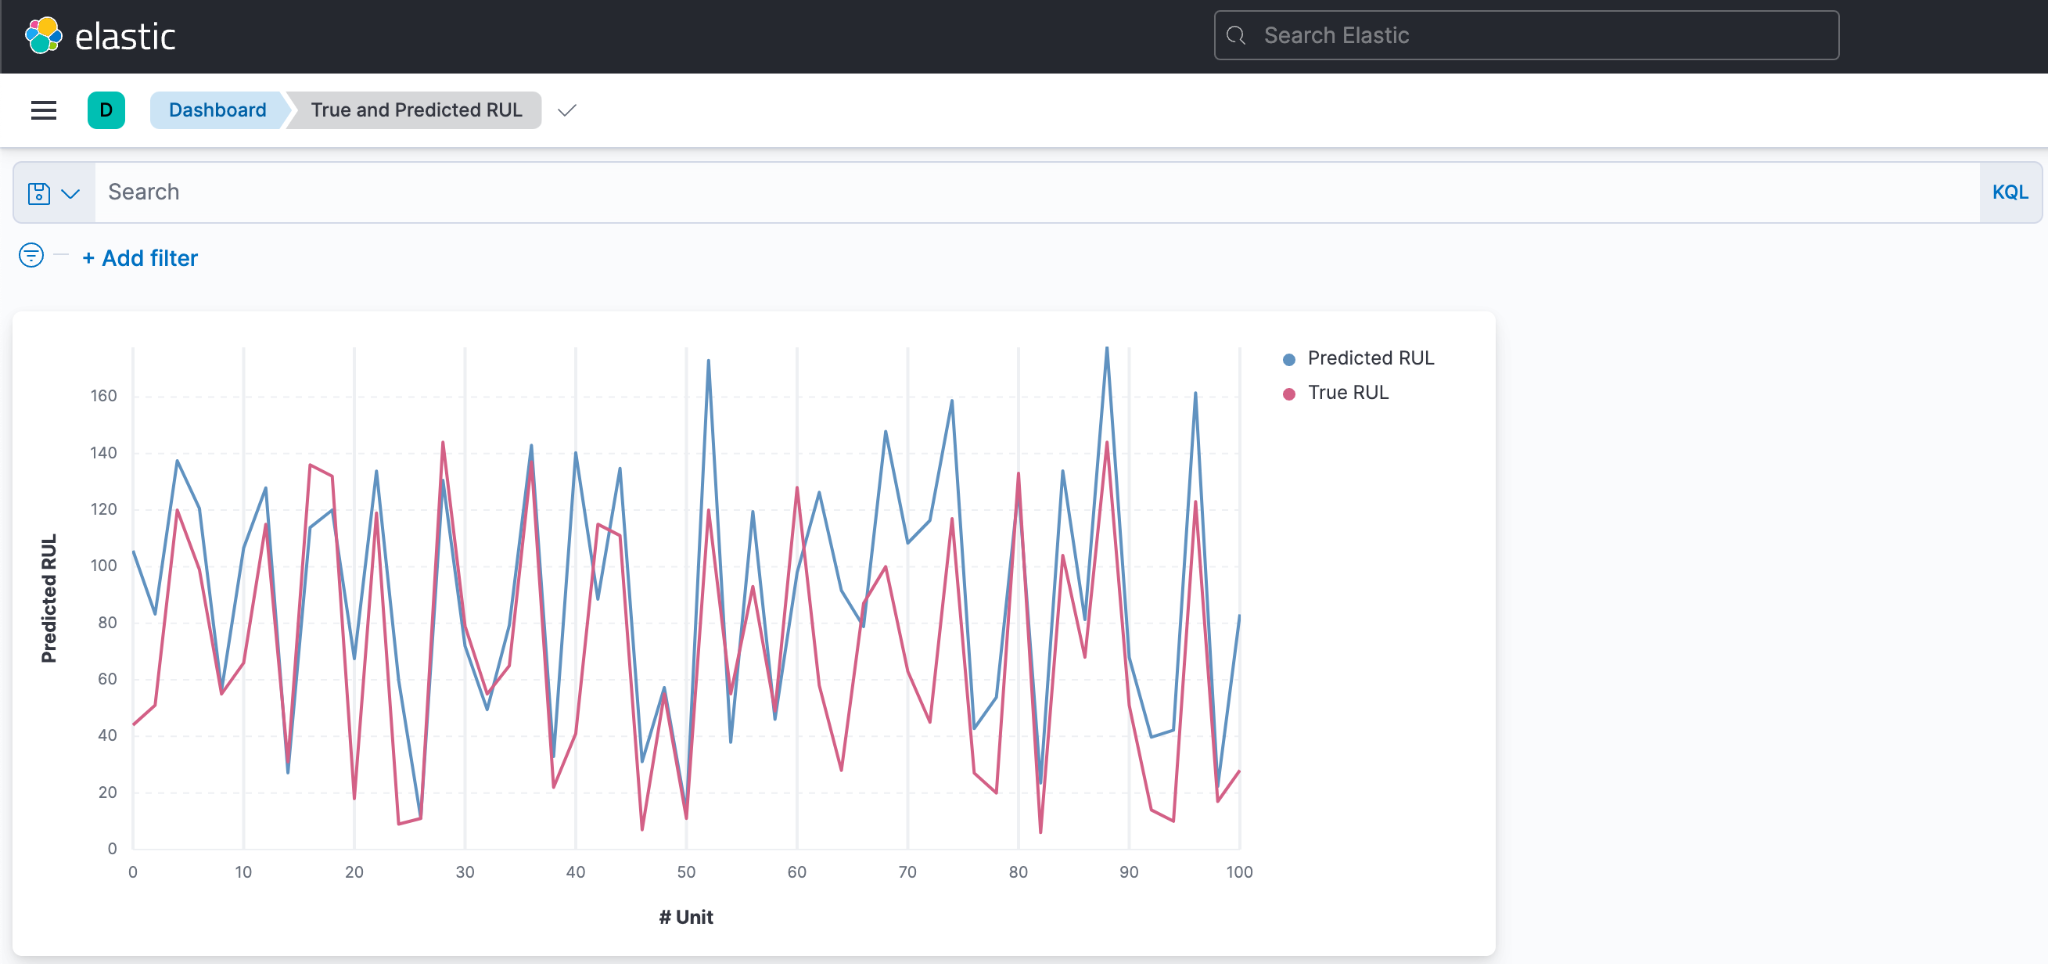 elastic
Search Elastic
D
Dashboard
True and Predicted RUL
Search
KQL
+ Add filter
Predicted RUL
True RUL
160
140
120
100
80
60
40
20
0
Predicted RUL
0 10 20 30 40 50 60 70 80 90 100
# Unit